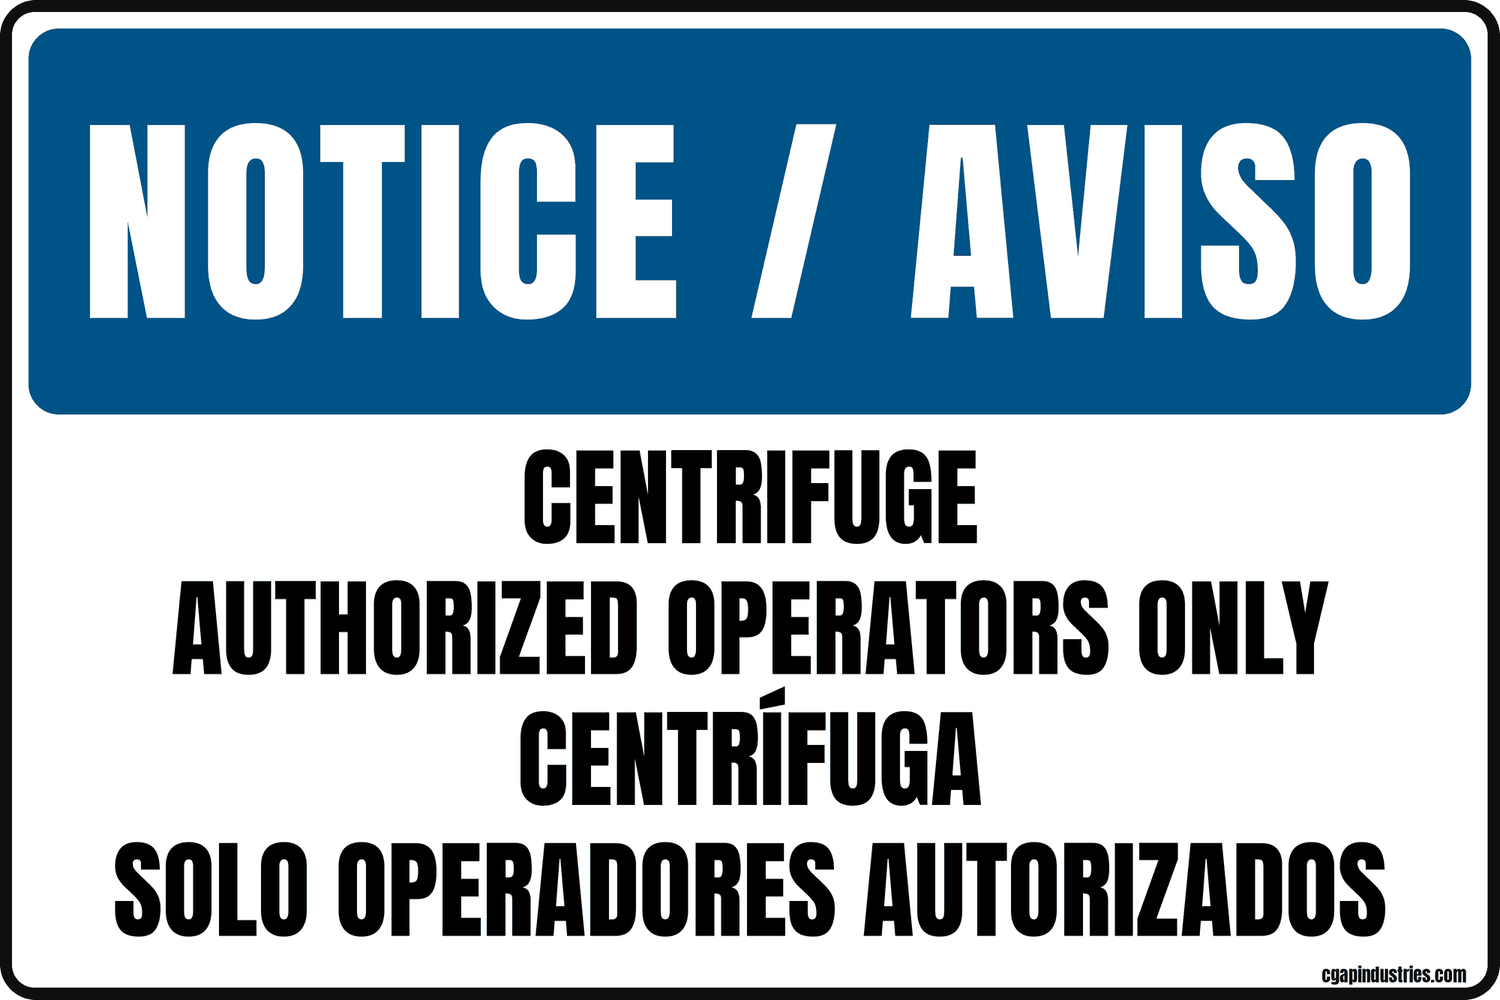 NOTICE / AVISO
CENTRIFUGE
AUTHORIZED OPERATORS ONLY
CENTRÍFUGA
SOLO OPERADORES AUTORIZADOS
cgapindustries.com